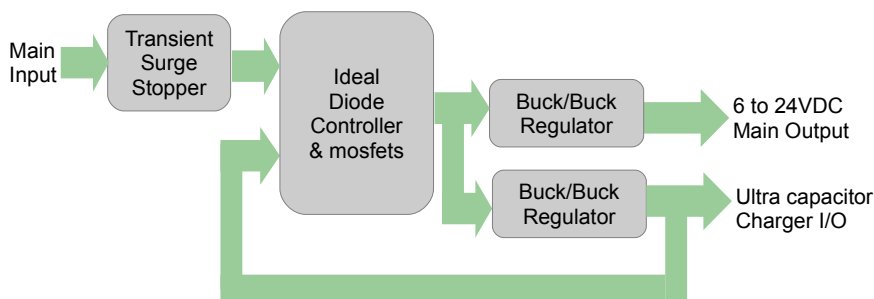 Main
Input
Transient
Surge
Stopper
Ideal
Diode
Controller
& mosfets
Buck/Buck
Regulator
6 to 24VDC
Main Output
Buck/Buck
Regulator
Ultra capacitor
Charger I/O